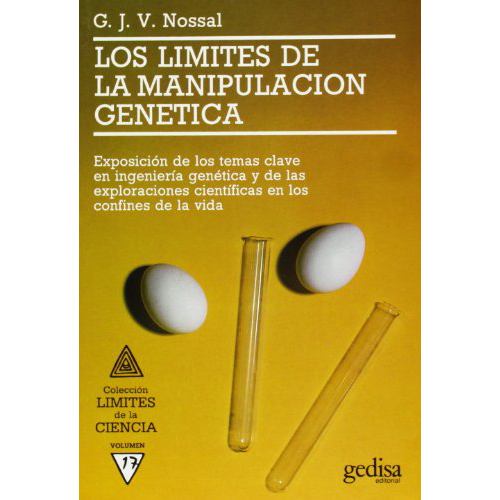 G. J. V. Nossal
LOS LIMITES DE
LA MANIPULACION
GENETICA
Exposición de los temas clave
en ingeniería genética y de las
exploraciones científicas en los
confines de la vida
Colección
LIMITES
de la
CIENCIA
VOLUMEN
17
gedisa
editorial